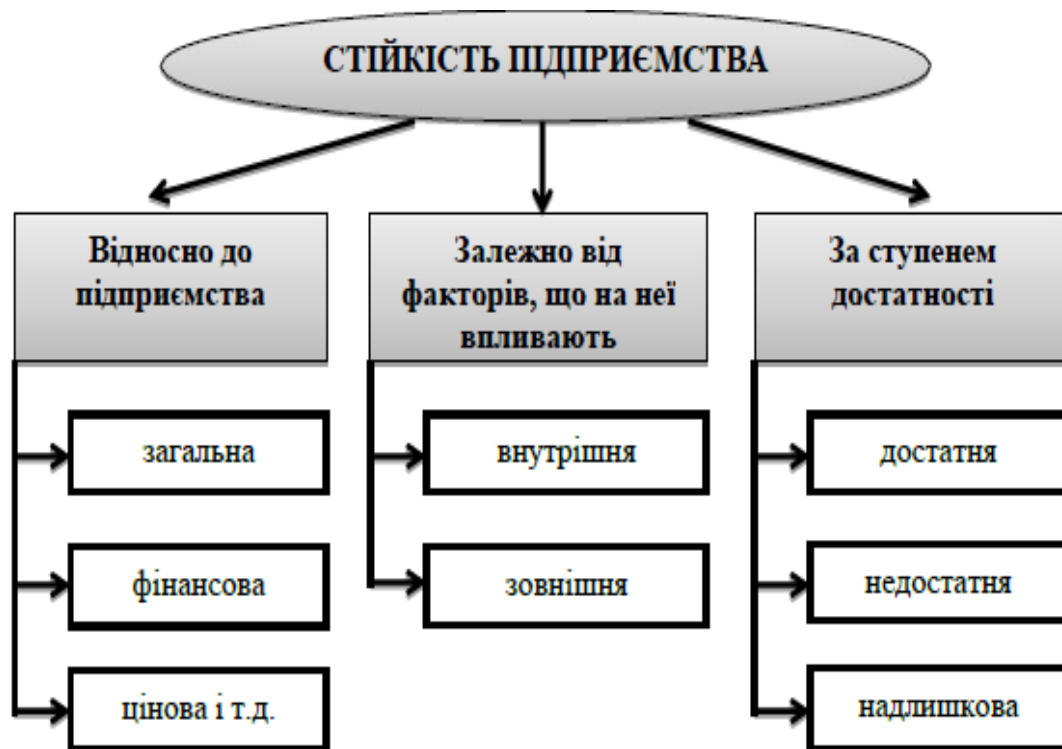 СТІЙКІСТЬ ПІДПРИЄМСТВА
Відносно до
підприємства
загальна
фінансова
цінова і т.д.
Залежно від
факторів, що на неї
впливають
внутрішня
зовнішня
За ступенем
достатності
достатня
недостатня
надлишкова